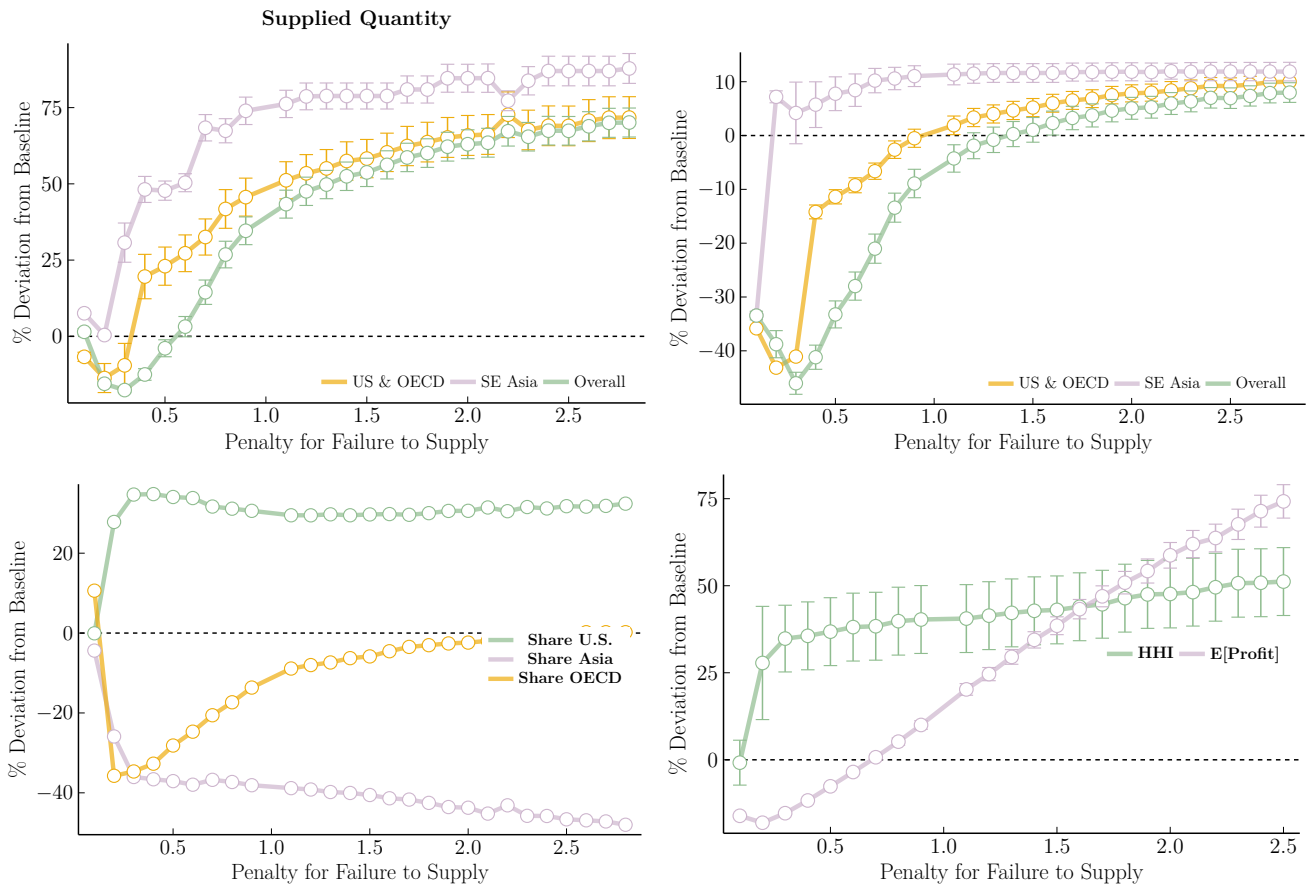 Supplied Quantity
% Deviation from Baseline
75
50
25
0
US & OECD SE Asia Overall
0.5 1.0 1.5 2.0 2.5
Penalty for Failure to Supply
% Deviation from Baseline
10
0
−10
−20
−30
−40
US & OECD SE Asia Overall
0.5 1.0 1.5 2.0 2.5
Penalty for Failure to Supply
% Deviation from Baseline
20
0
−20
−40
Share U.S.
Share Asia
Share OECD
0.5 1.0 1.5 2.0 2.5
Penalty for Failure to Supply
% Deviation from Baseline
75
50
25
0
HHI E[Profit]
0.5 1.0 1.5 2.0 2.5
Penalty for Failure to Supply